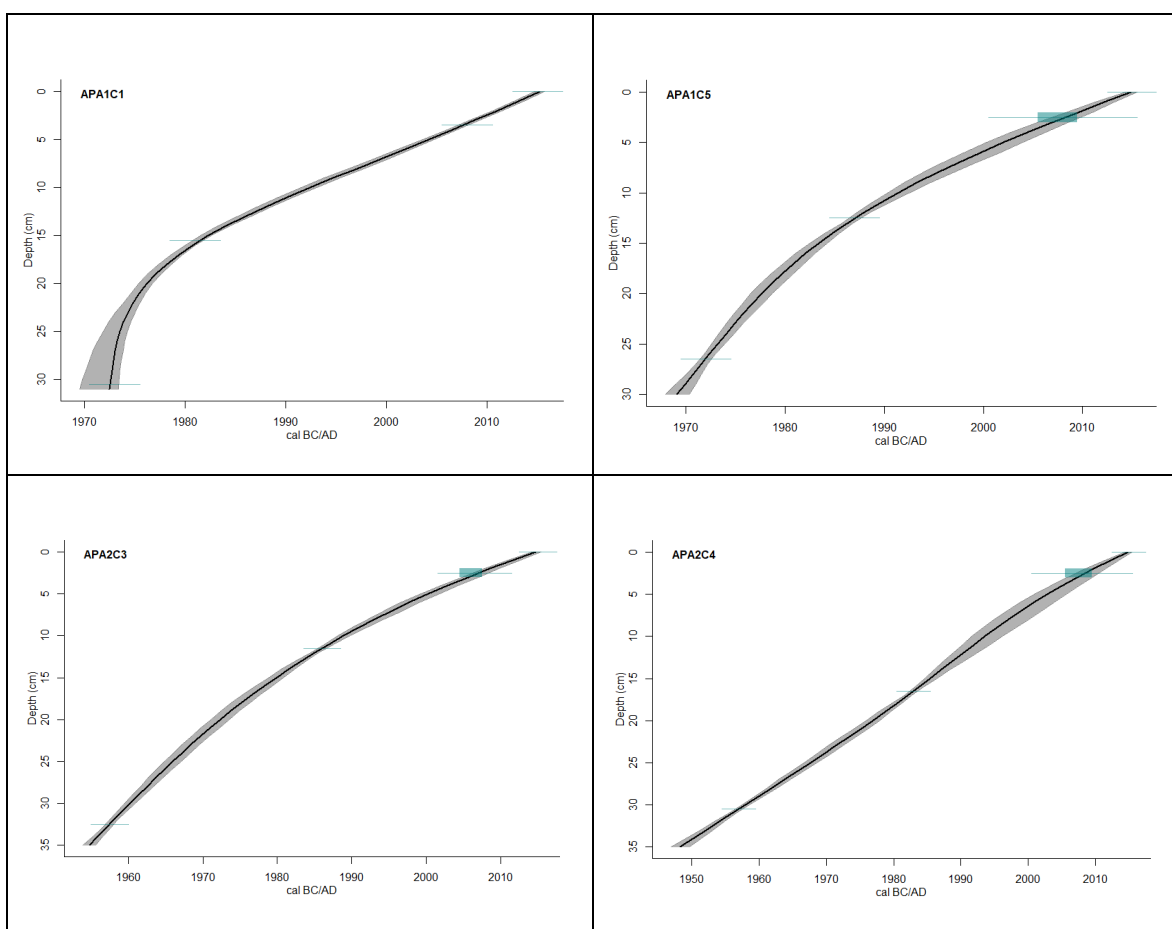 APA1C1
0
5
10
15
20
25
30
Depth (cm)
1970 1980 1990 2000 2010
cal BC/AD
APA1C5
0
5
10
15
20
25
30
Depth (cm)
1970 1980 1990 2000 2010
cal BC/AD
APA2C3
0
5
10
15
20
25
30
35
Depth (cm)
1960 1970 1980 1990 2000 2010
cal BC/AD
APA2C4
0
5
10
15
20
25
30
35
Depth (cm)
1950 1960 1970 1980 1990 2000 2010
cal BC/AD